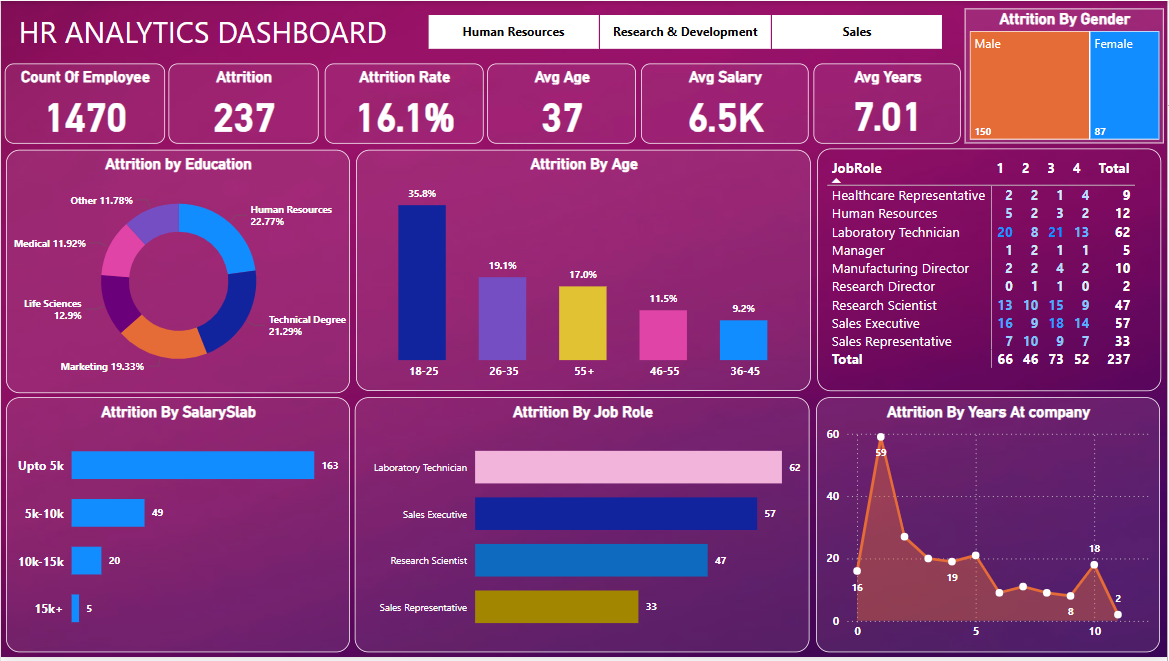 HR ANALYTICS DASHBOARD
Human Resources
Research & Development
Sales
Attrition By Gender
Male
Female
150
87
Count Of Employee
1470
Attrition
237
Attrition Rate
16.1%
Avg Age
37
Avg Salary
6.5K
Avg Years
7.01
Attrition by Education
Other 11.78%
Human Resources
22.77%
Medical 11.92%
Life Sciences
12.9%
Technical Degree
21.29%
Marketing 19.33%
Attrition By Age
35.8%
19.1%
17.0%
11.5%
9.2%
18-25
26-35
55+
46-55
36-45
JobRole 1 2 3 4 Total
Healthcare Representative 2 2 1 4 9
Human Resources 5 2 3 2 12
Laboratory Technician 20 8 21 13 62
Manager 1 2 1 1 5
Manufacturing Director 2 2 4 2 10
Research Director 0 1 1 0 2
Research Scientist 13 10 15 9 47
Sales Executive 16 9 18 14 57
Sales Representative 7 10 9 7 33
Total 66 46 73 52 237
Attrition By SalarySlab
Upto 5k 163
5k-10k 49
10k-15k 20
15k+ 5
Attrition By Job Role
Laboratory Technician 62
Sales Executive 57
Research Scientist 47
Sales Representative 33
Attrition By Years At company
60
59
40
20
18
16
19
8
2
0
0 5 10